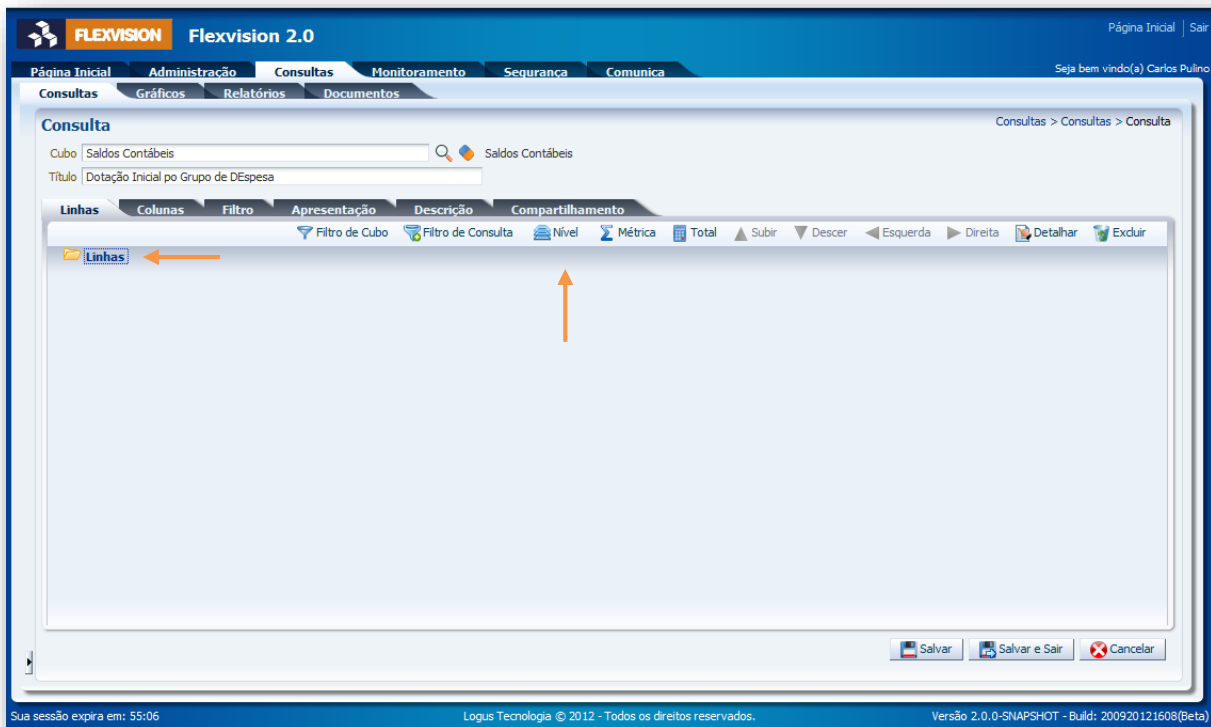 FLEXVISION Flexvision 2.0 Página Inicial Sair
Página Inicial Administração Consultas Monitoramento Segurança Comunica Seja bem vindo(a) Carlos Pulino
Consultas Gráficos Relatórios Documentos
Consulta Consultas > Consultas > Consulta
Cubo Saldos Contábeis Saldos Contábeis
Título Dotação Inicial po Grupo de DEspesa
Linhas Colunas Filtro Apresentação Descrição Compartilhamento
Filtro de Cubo Filtro de Consulta Nível Métrica Total Subir Descer Esquerda Direita Detalhar Excluir
Linhas
Salvar Salvar e Sair Cancelar
Sua sessão expira em: 55:06 Logus Tecnologia © 2012 - Todos os direitos reservados. Versão 2.0.0-SNAPSHOT - Build: 200920121608(Beta)